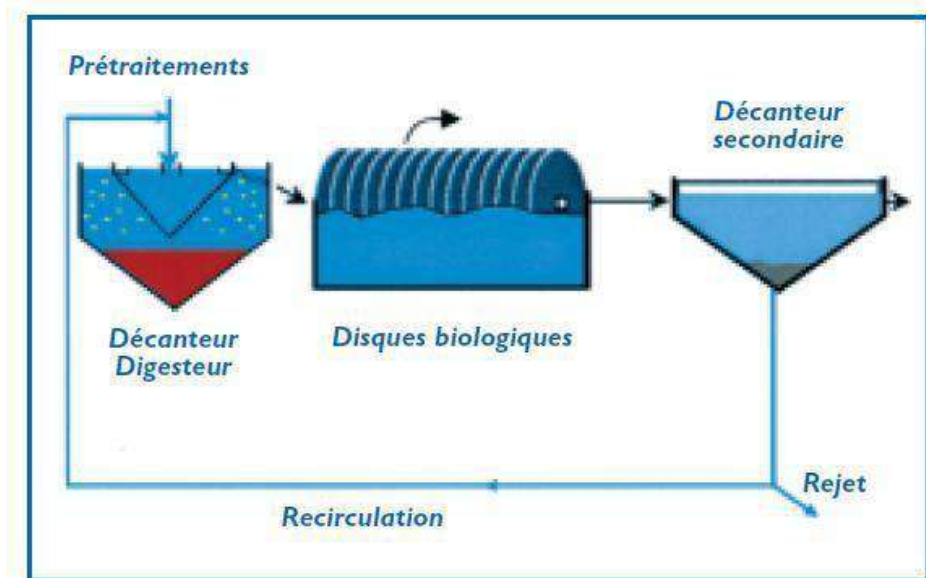 Prétraitements
Décanteur
secondaire
Décanteur
Digesteur
Disques biologiques
Rejet
Recirculation